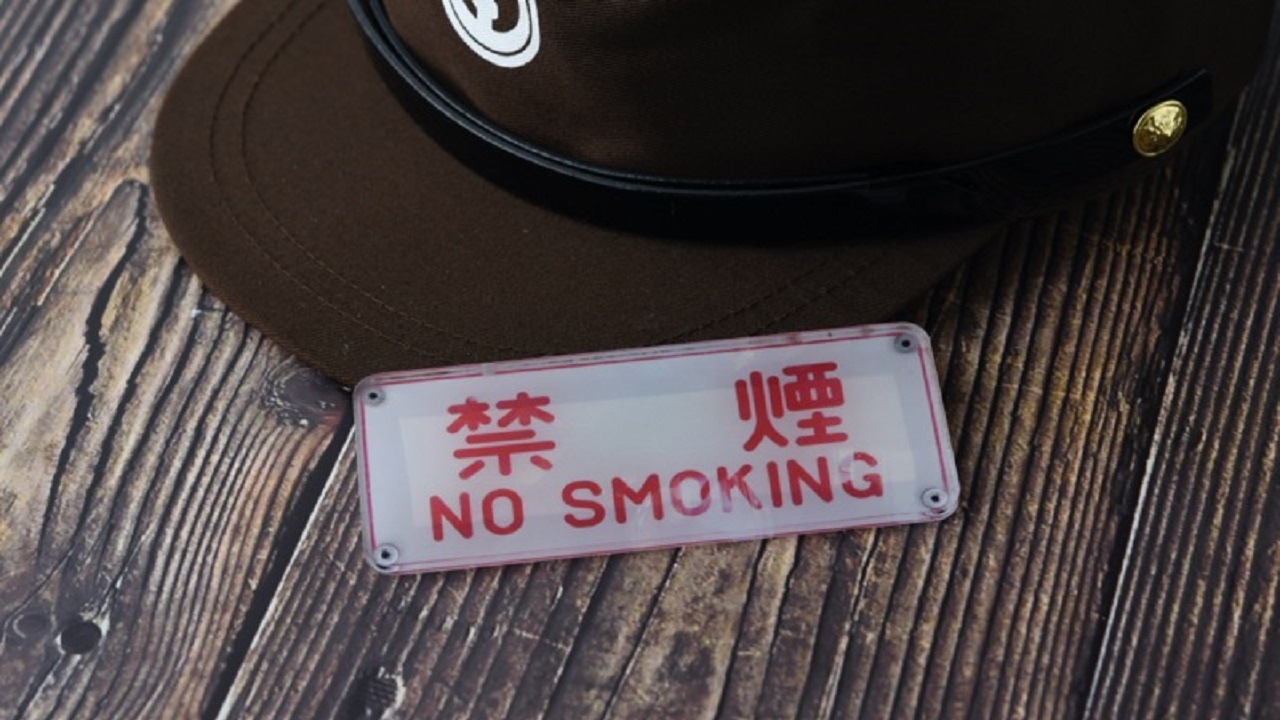 禁 煙
NO SMOKING